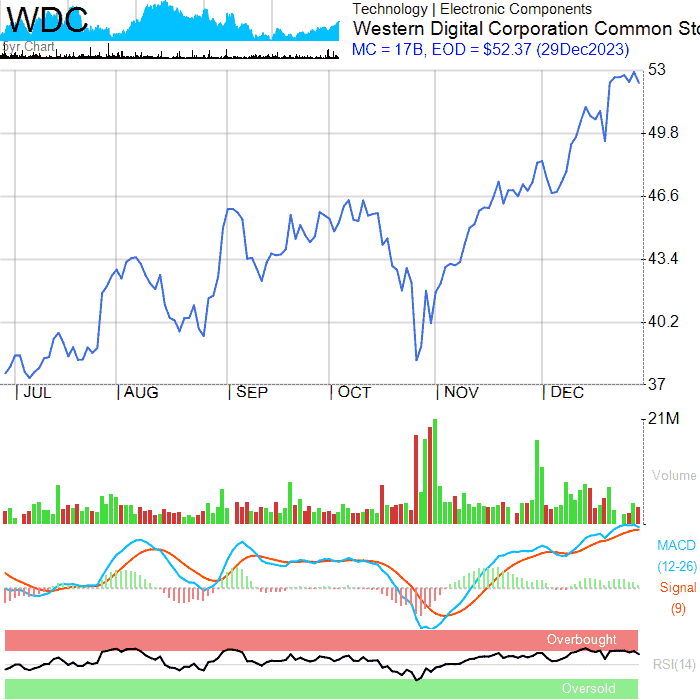 WDC
5yr Chart
Technology | Electronic Components
Western Digital Corporation Common Sto
MC = 17B, EOD = $52.37 (29Dec2023)
53
49.8
46.6
43.4
40.2
37
JUL AUG SEP OCT NOV DEC
21M
Volume
MACD
(12-26)
Signal
(9)
Overbought
RSI(14)
Oversold